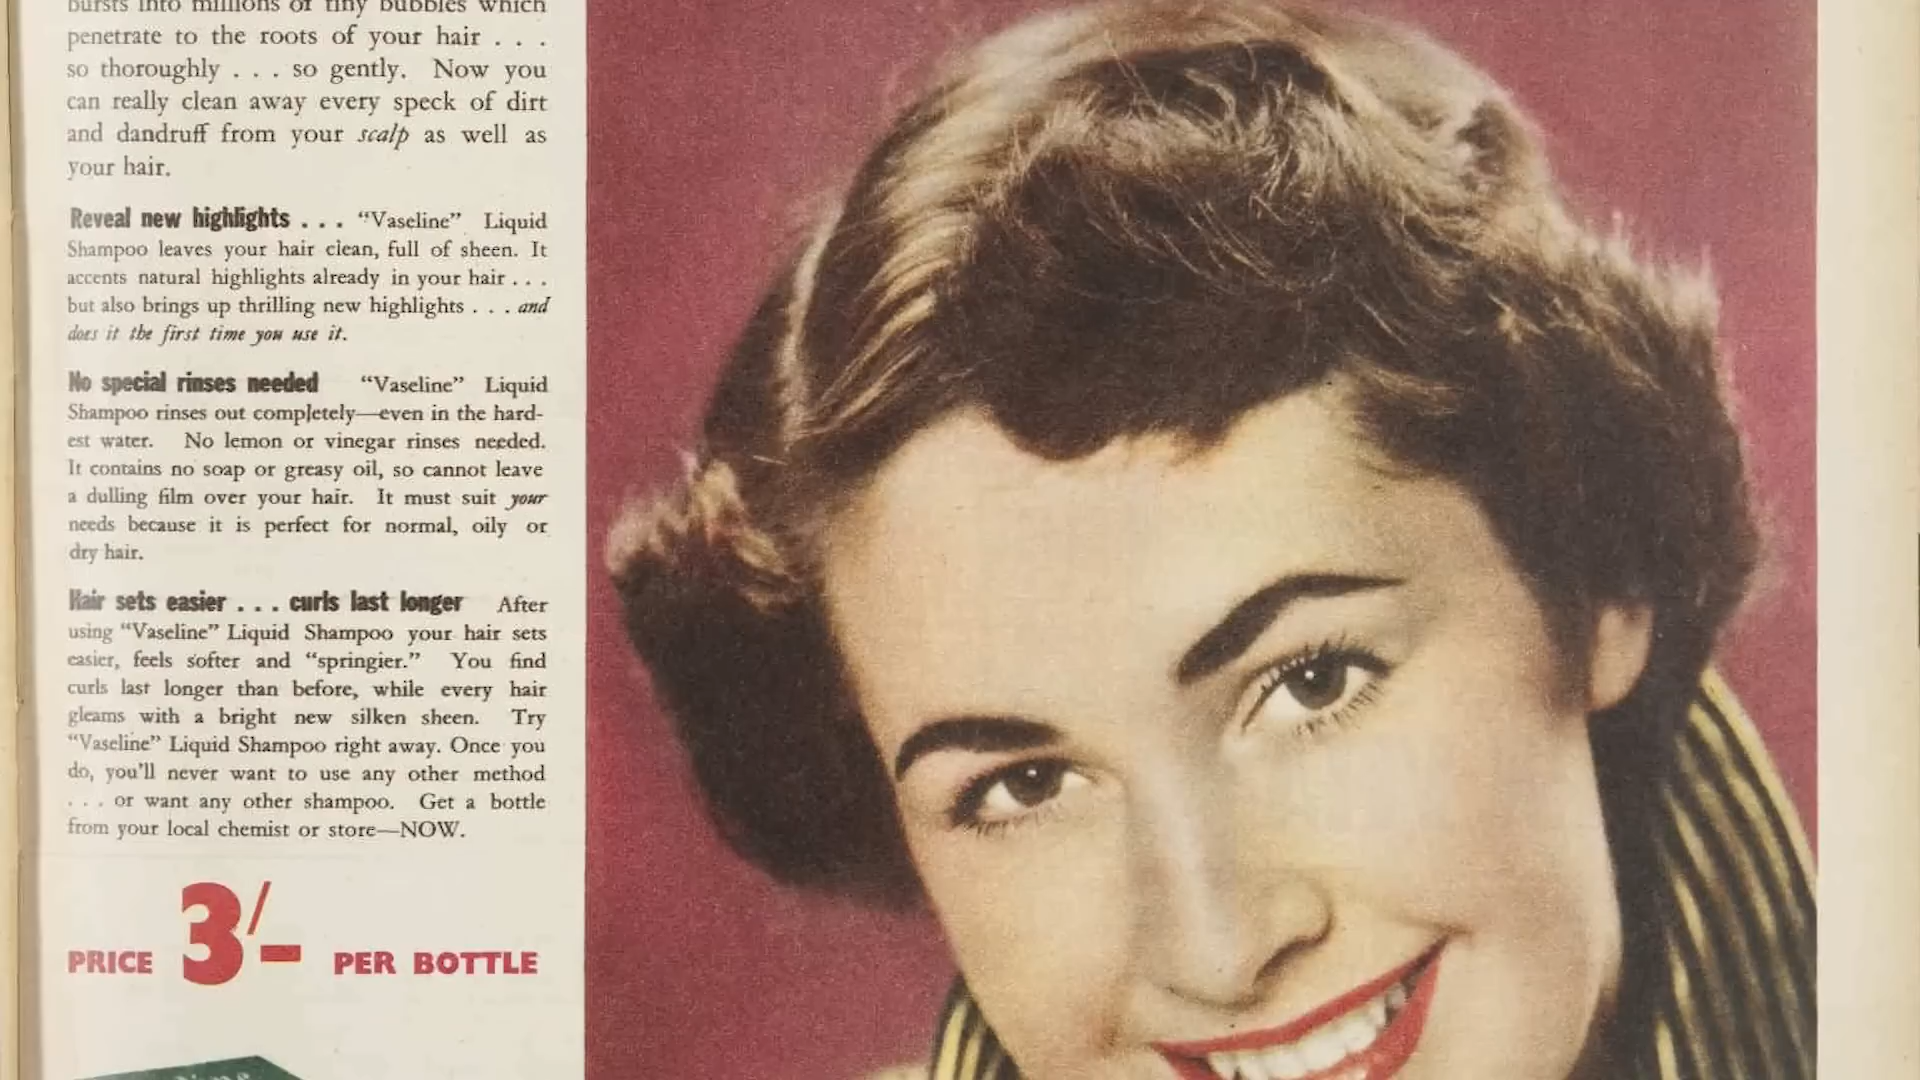 bursts into millions of tiny bubbles which
penetrate to the roots of your hair . . .
so thoroughly . . . so gently. Now you
can really clean away every speck of dirt
and dandruff from your scalp as well as
your hair.
Reveal new highlights . . . “Vaseline” Liquid
Shampoo leaves your hair clean, full of sheen. It
accents natural highlights already in your hair . . .
but also brings up thrilling new highlights . . . and
does it the first time you use it.
No special rinses needed “Vaseline” Liquid
Shampoo rinses out completely—even in the hard-
est water. No lemon or vinegar rinses needed.
It contains no soap or greasy oil, so cannot leave
a dulling film over your hair. It must suit your
needs because it is perfect for normal, oily or
dry hair.
Hair sets easier . . . curls last longer After
using “Vaseline” Liquid Shampoo your hair sets
easier, feels softer and “springier.” You find
curls last longer than before, while every hair
gleams with a bright new silken sheen. Try
“Vaseline” Liquid Shampoo right away. Once you
do, you'll never want to use any other method
. . . or want any other shampoo. Get a bottle
from your local chemist or store—NOW.
PRICE 3/- PER BOTTLE